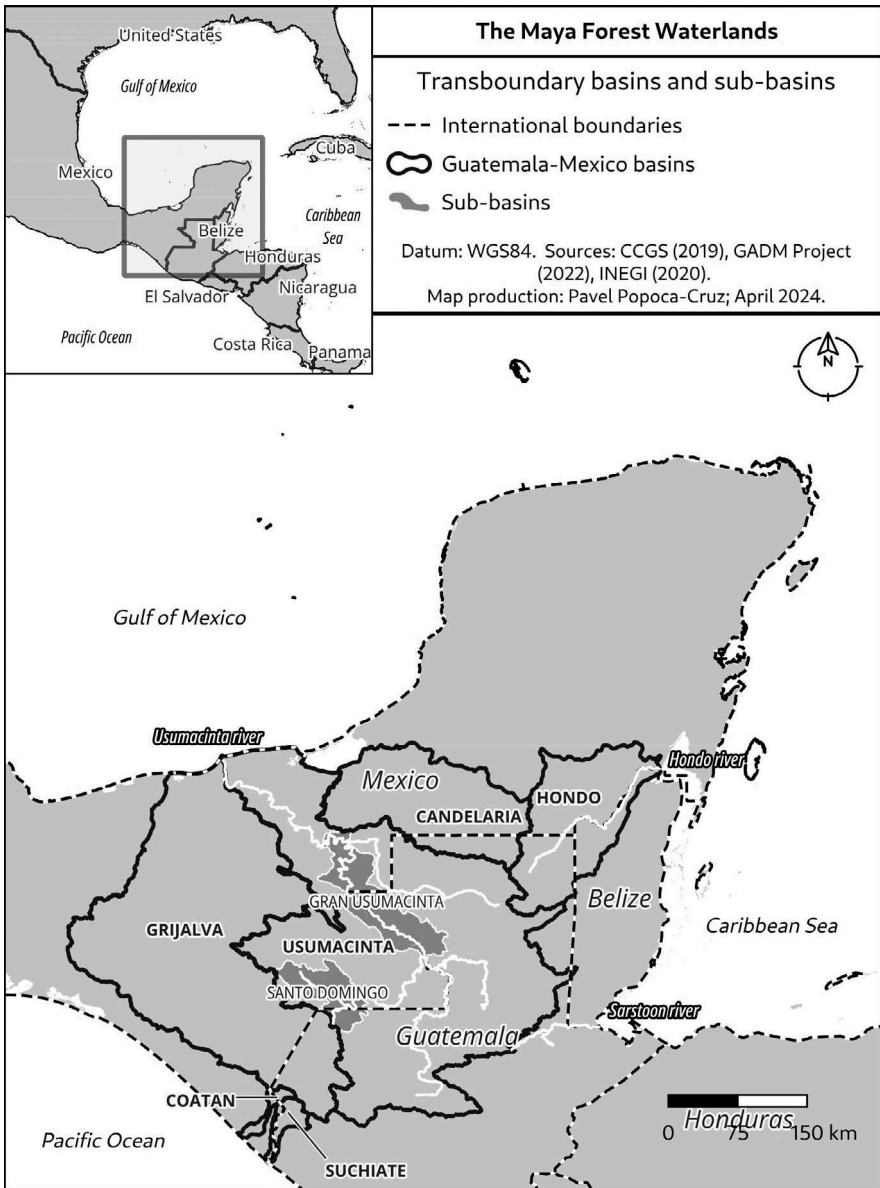 United States
Gulf of Mexico
Cuba
Mexico
Caribbean
Sea
Belize
Honduras
El Salvador
Nicaragua
Pacific Ocean
Costa Rica
Panama
The Maya Forest Waterlands
Transboundary basins and sub-basins
International boundaries
Guatemala-Mexico basins
Sub-basins
Datum: WGS84. Sources: CCGS (2019), GADM Project
(2022), INEGI (2020).
Map production: Pavel Popoca-Cruz; April 2024.
N
Gulf of Mexico
Usumacinta river
Hondo river
Mexico
HONDO
CANDELARIA
GRAN USUMACINTA
Belize
GRIJALVA
Caribbean Sea
USUMACINTA
SANTO DOMINGO
Sarstoon river
Guatemala
COATAN
Honduras
0 75 150 km
Pacific Ocean
SUCHIATE